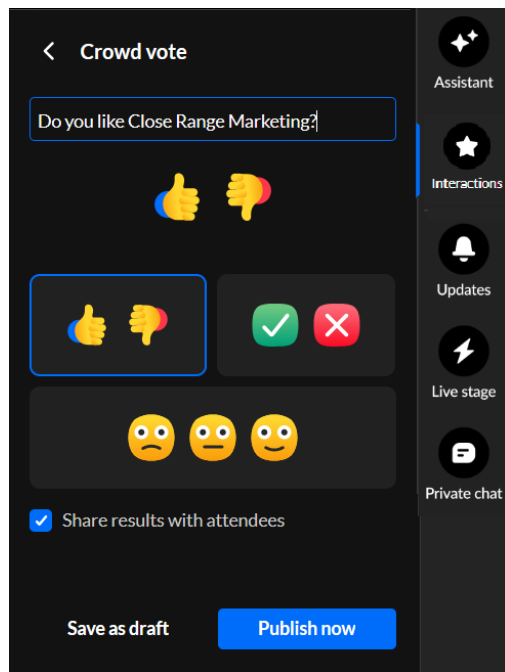 Crowd vote
Do you like Close Range Marketing?
Share results with attendees
Save as draft
Publish now
Assistant
Interactions
Updates
Live stage
Private chat